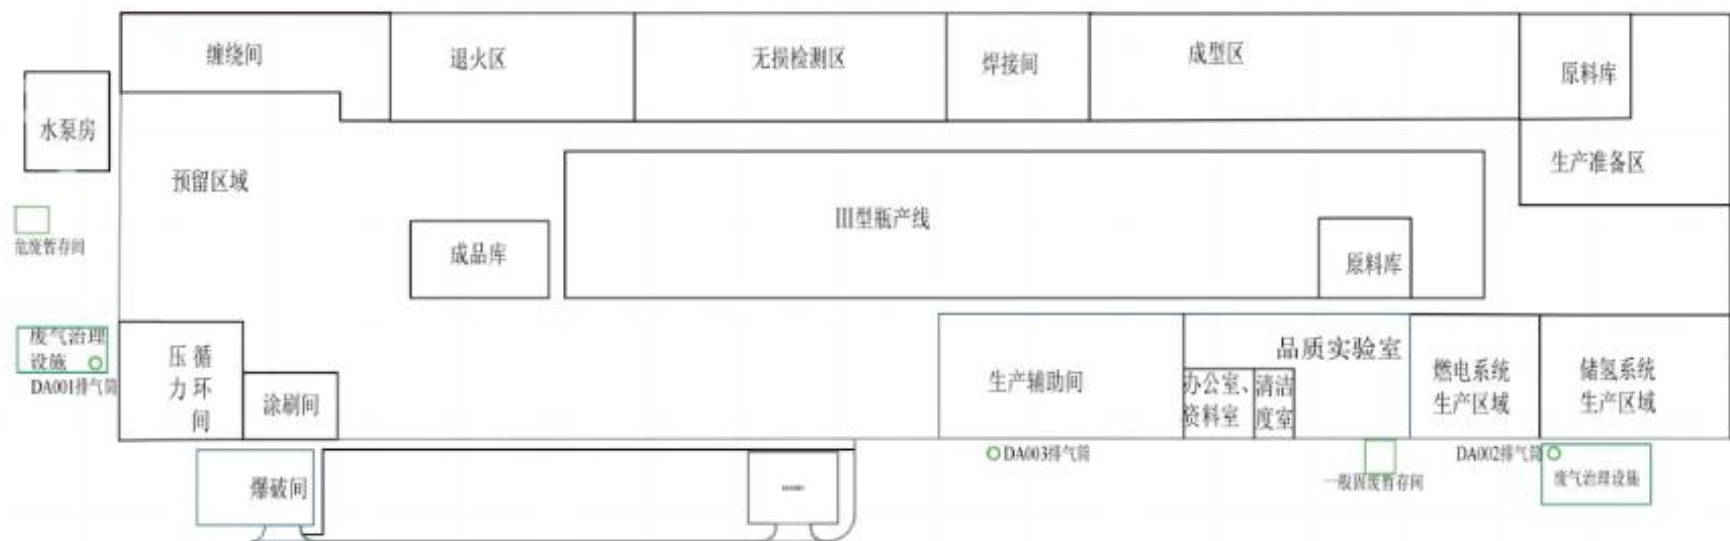 缠绕间
退火区
无损检测区
焊接间
成型区
原料库
水泵房
生产准备区
预留区域
III型瓶产线
危废暂存间
成品库
原料库
废气治理
设施
DA001排气筒
压 循
力 环
间
涂刷间
生产辅助间
品质实验室
办公室、
资料室
清洁
度室
燃电系统
生产区域
储氢系统
生产区域
DA003排气筒
DA002排气筒
一般固废暂存间
废气治理设施
爆破间